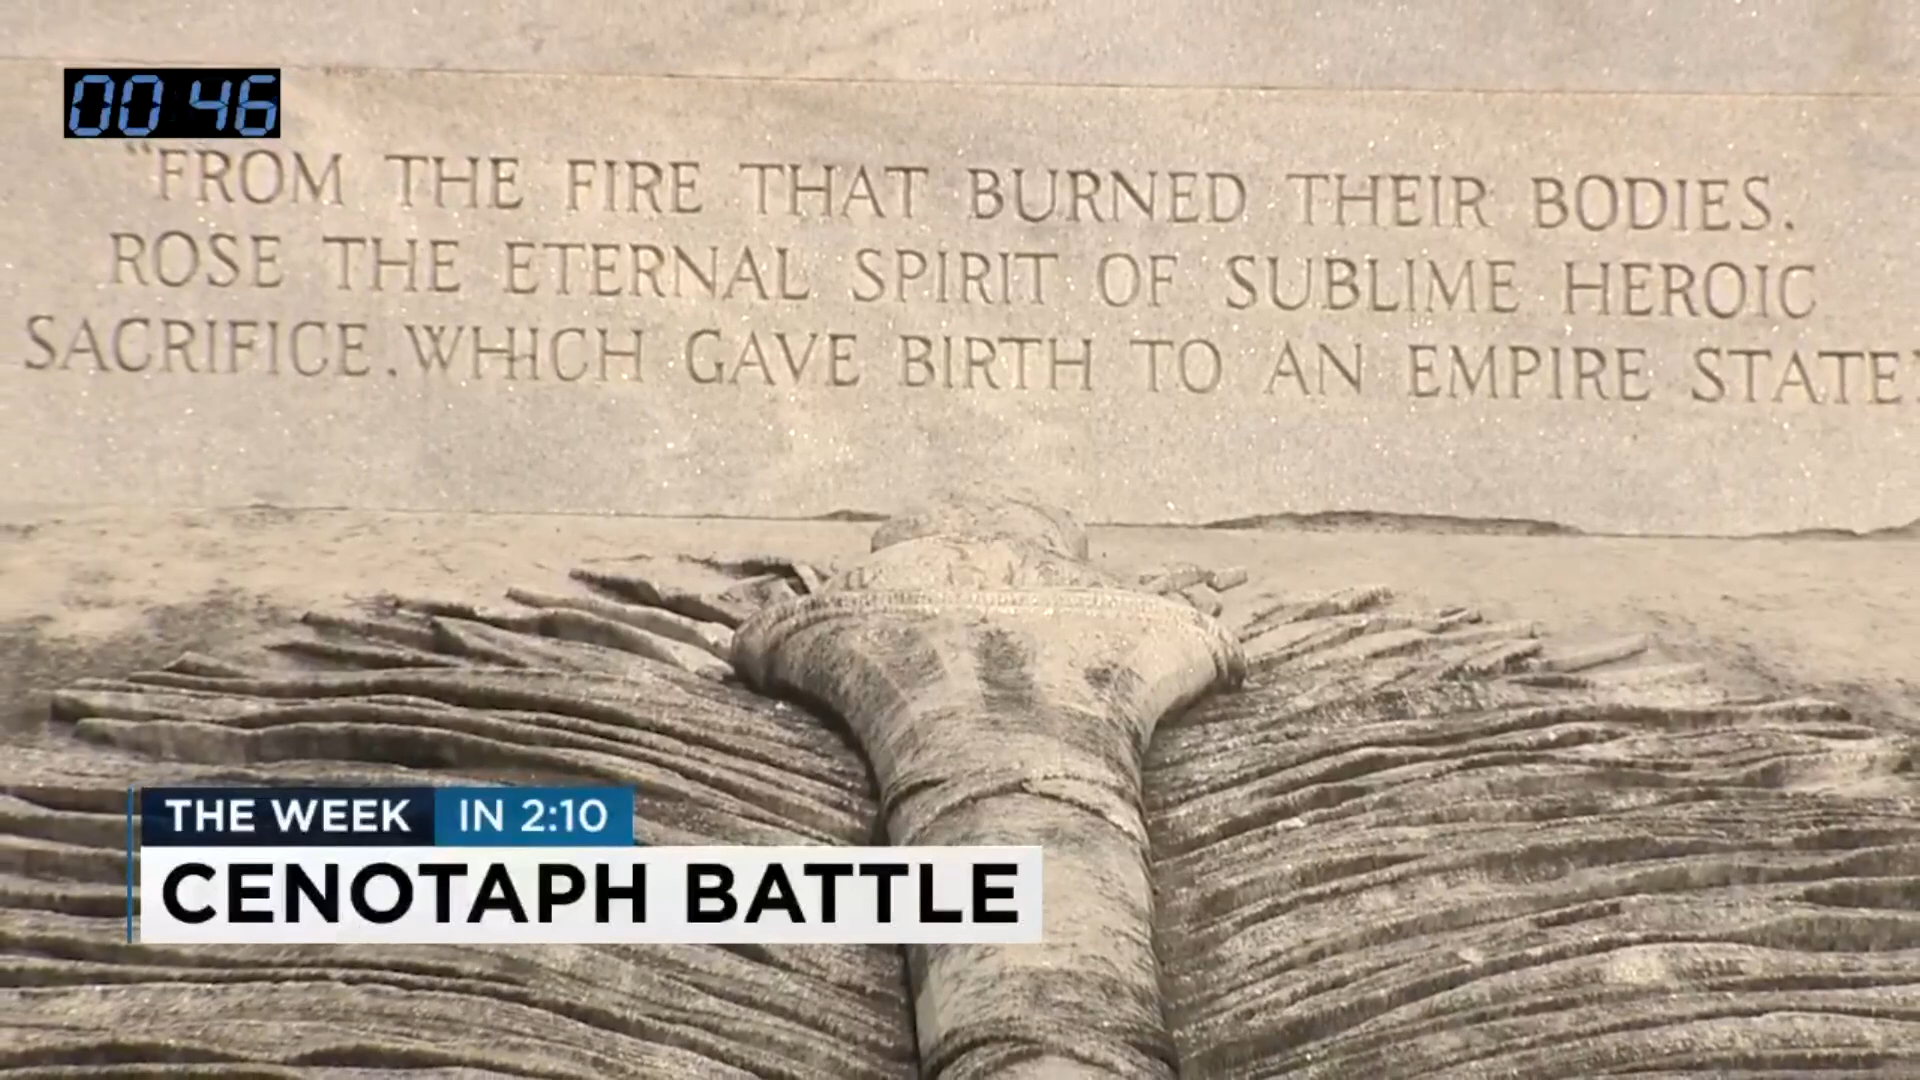 00 46
"FROM THE FIRE THAT BURNED THEIR BODIES.
ROSE THE ETERNAL SPIRIT OF SUBLIME HEROIC
SACRIFICE.WHICH GAVE BIRTH TO AN EMPIRE STATE"
THE WEEK IN 2:10
CENOTAPH BATTLE